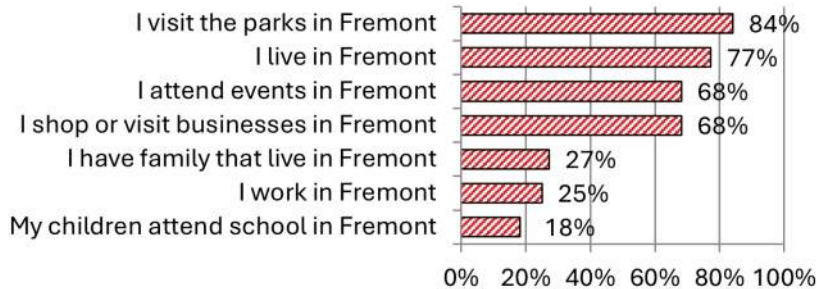 I visit the parks in Fremont 84%
I live in Fremont 77%
I attend events in Fremont 68%
I shop or visit businesses in Fremont 68%
I have family that live in Fremont 27%
I work in Fremont 25%
My children attend school in Fremont 18%
0% 20% 40% 60% 80% 100%